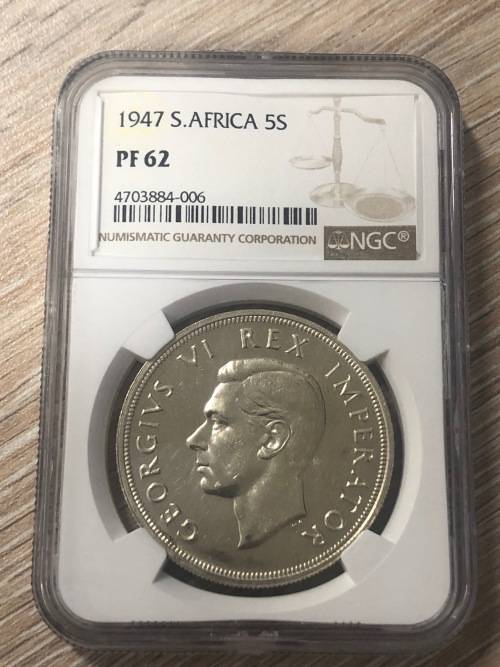 1947 S.AFRICA 5S
PF 62
4703884-006
NUMISMATIC GUARANTY CORPORATION NGC®
GEORGIVS VI REX IMPERATOR